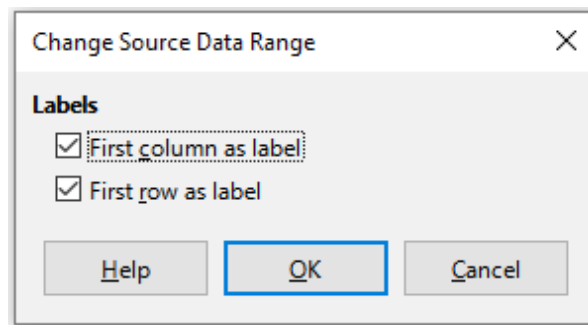 Change Source Data Range
Labels
First column as label
First row as label
Help OK Cancel